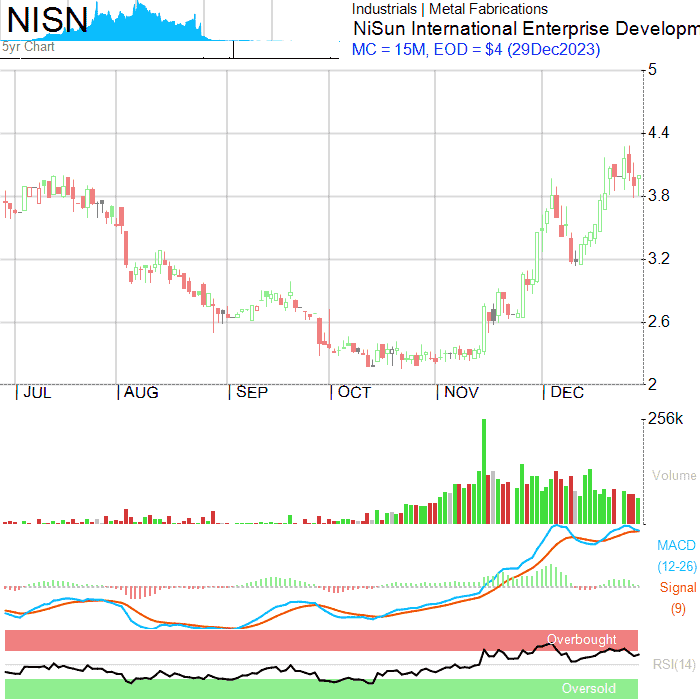 NISN
5yr Chart
Industrials | Metal Fabrications
NiSun International Enterprise Developm
MC = 15M, EOD = $4 (29Dec2023)
5
4.4
3.8
3.2
2.6
2
JUL AUG SEP OCT NOV DEC
256k
Volume
MACD
(12-26)
Signal
(9)
Overbought
RSI(14)
Oversold